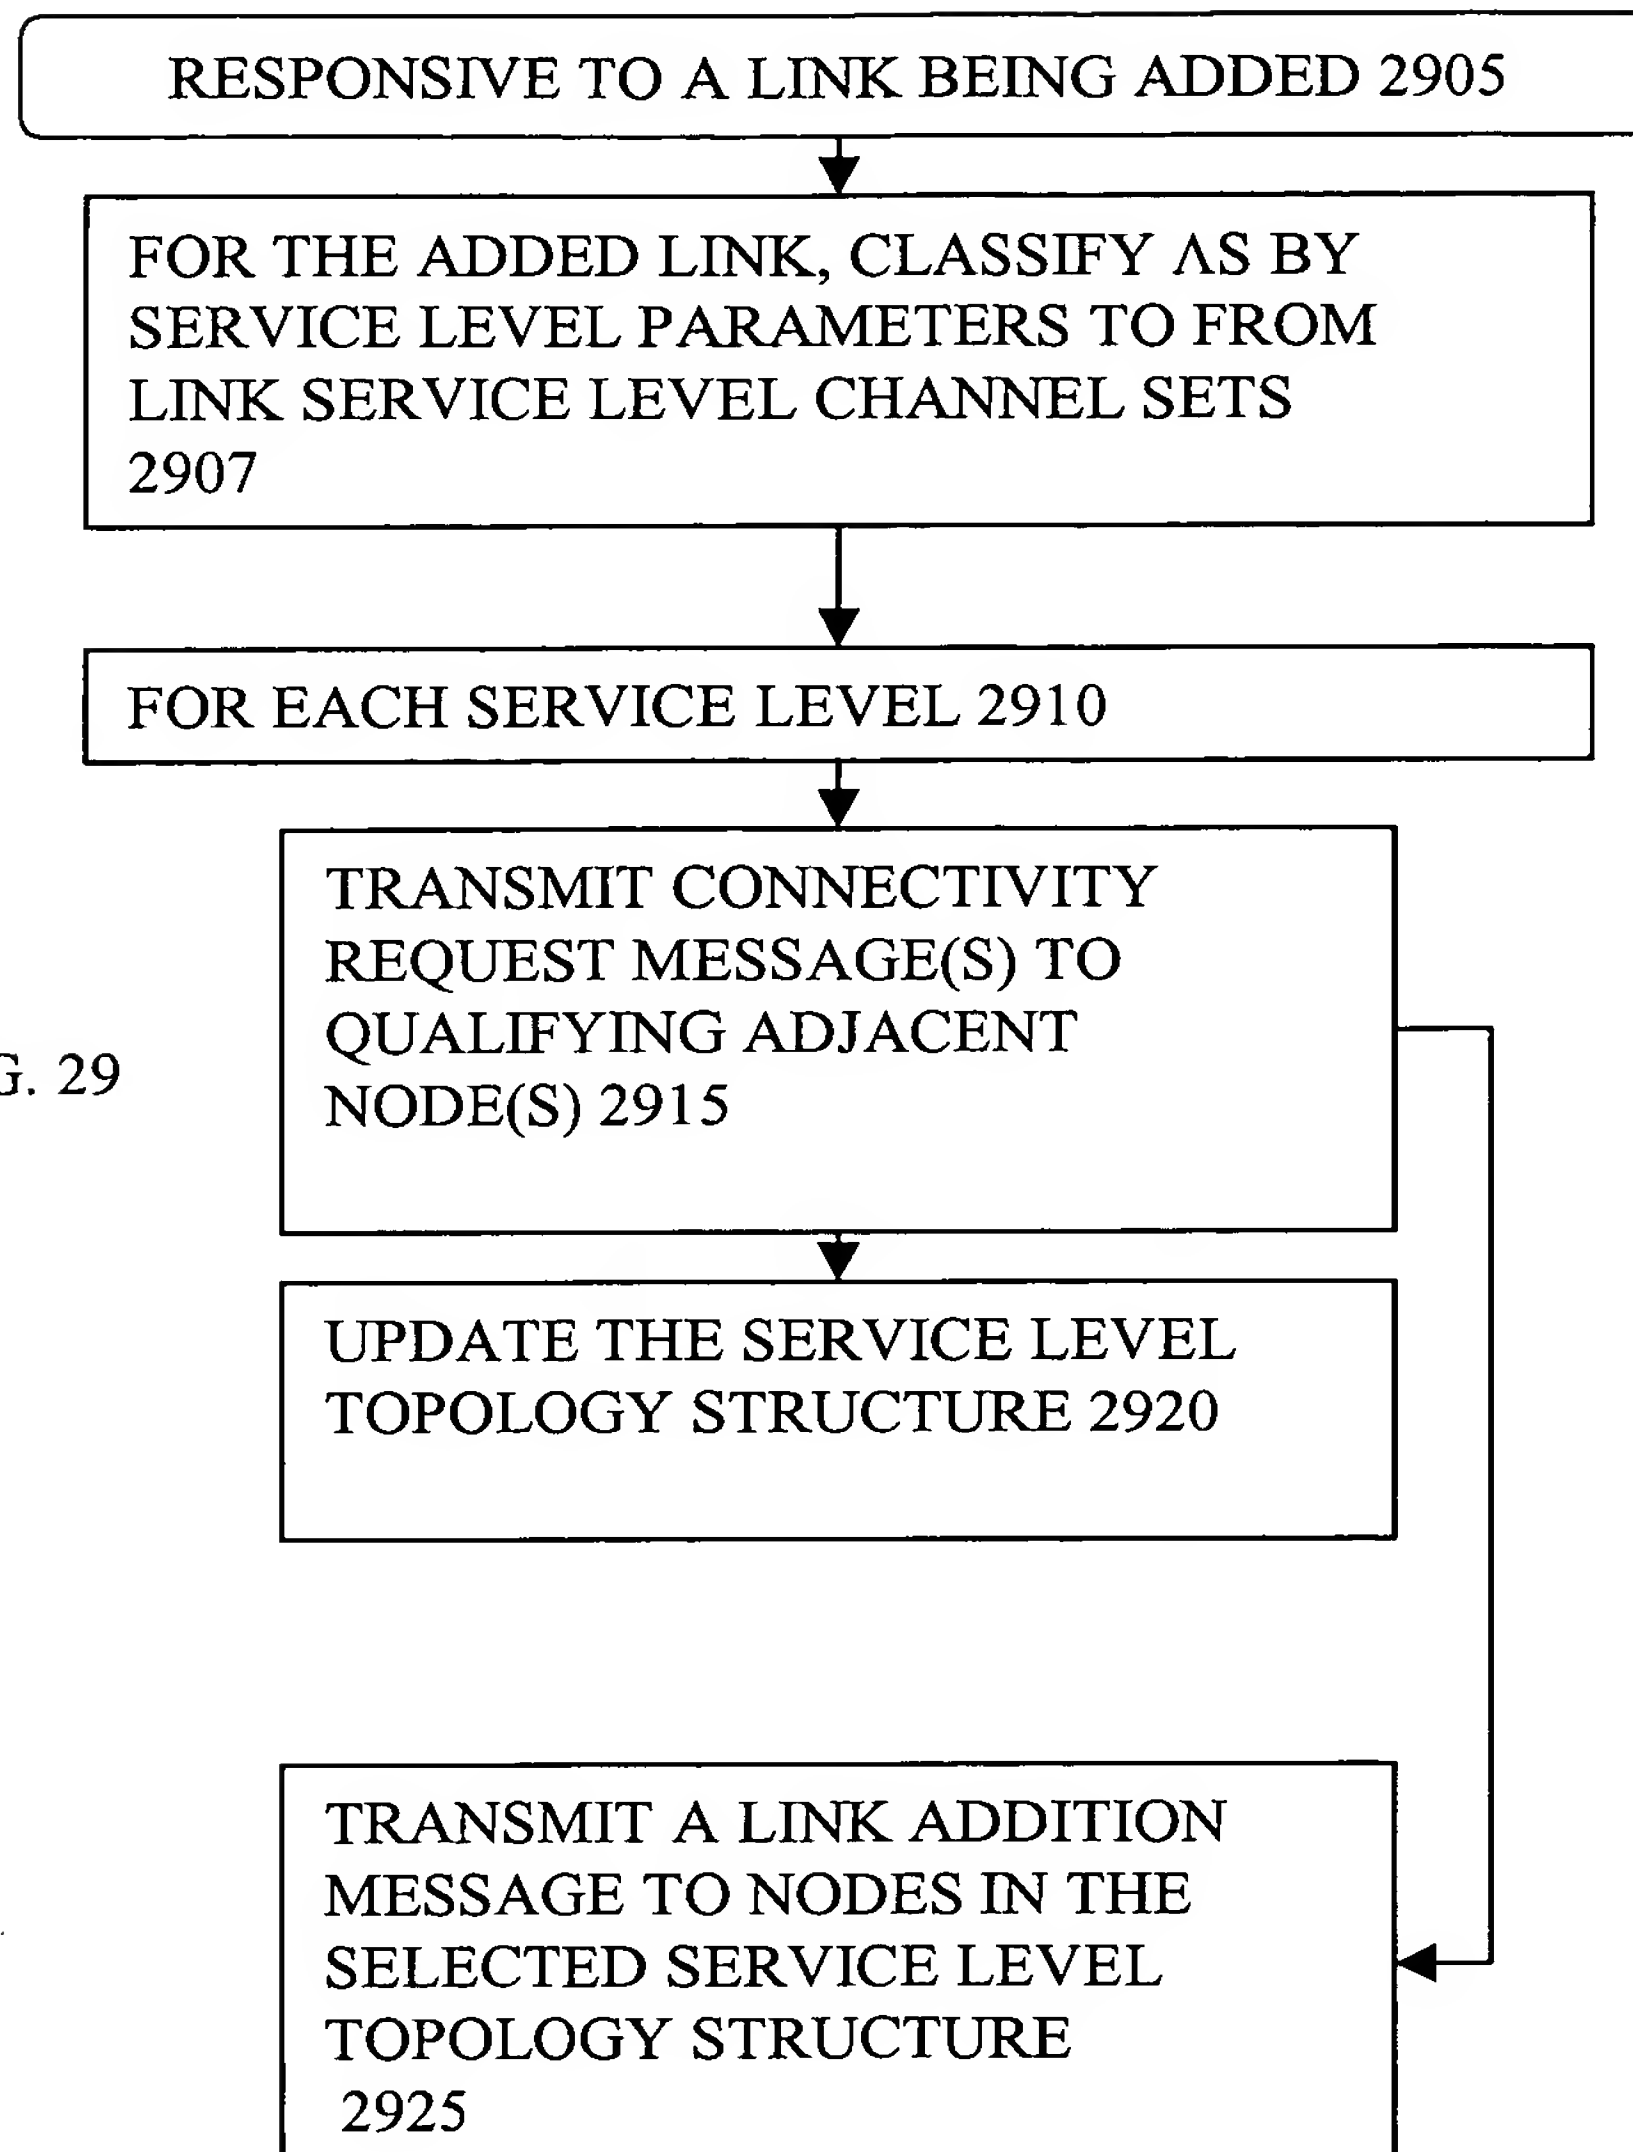 RESPONSIVE TO A LINK BEING ADDED 2905
FOR THE ADDED LINK, CLASSIFY ΛS BY
SERVICE LEVEL PARAMETERS TO FROM
LINK SERVICE LEVEL CHANNEL SETS
2907
FOR EACH SERVICE LEVEL 2910
TRANSMIT CONNECTIVITY
REQUEST MESSAGE(S) TO
QUALIFYING ADJACENT
NODE(S) 2915
G. 29
UPDATE THE SERVICE LEVEL
TOPOLOGY STRUCTURE 2920
TRANSMIT A LINK ADDITION
MESSAGE TO NODES IN THE
SELECTED SERVICE LEVEL
TOPOLOGY STRUCTURE
2925